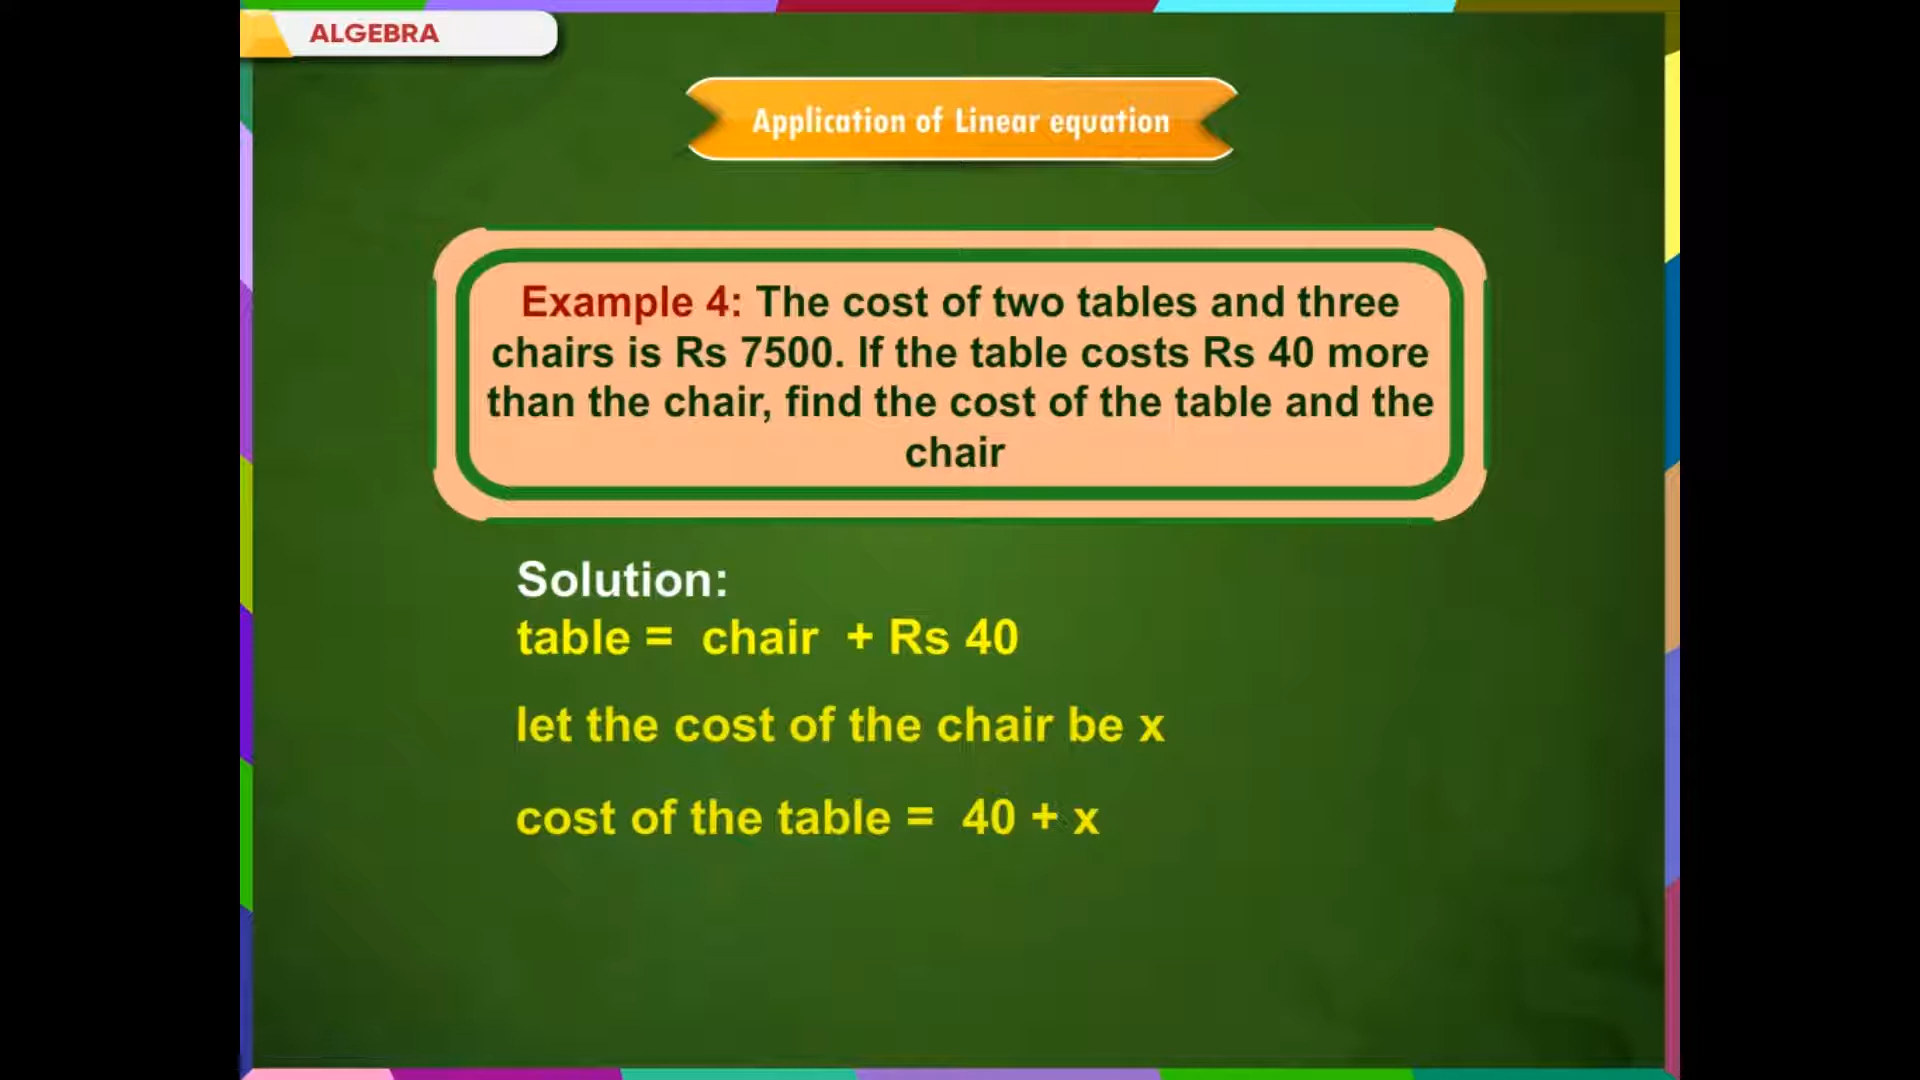 ALGEBRA
Application of Linear equation
Example 4: The cost of two tables and three
chairs is Rs 7500. If the table costs Rs 40 more
than the chair, find the cost of the table and the
chair
Solution:
table = chair + Rs 40
let the cost of the chair be x
cost of the table = 40 + x